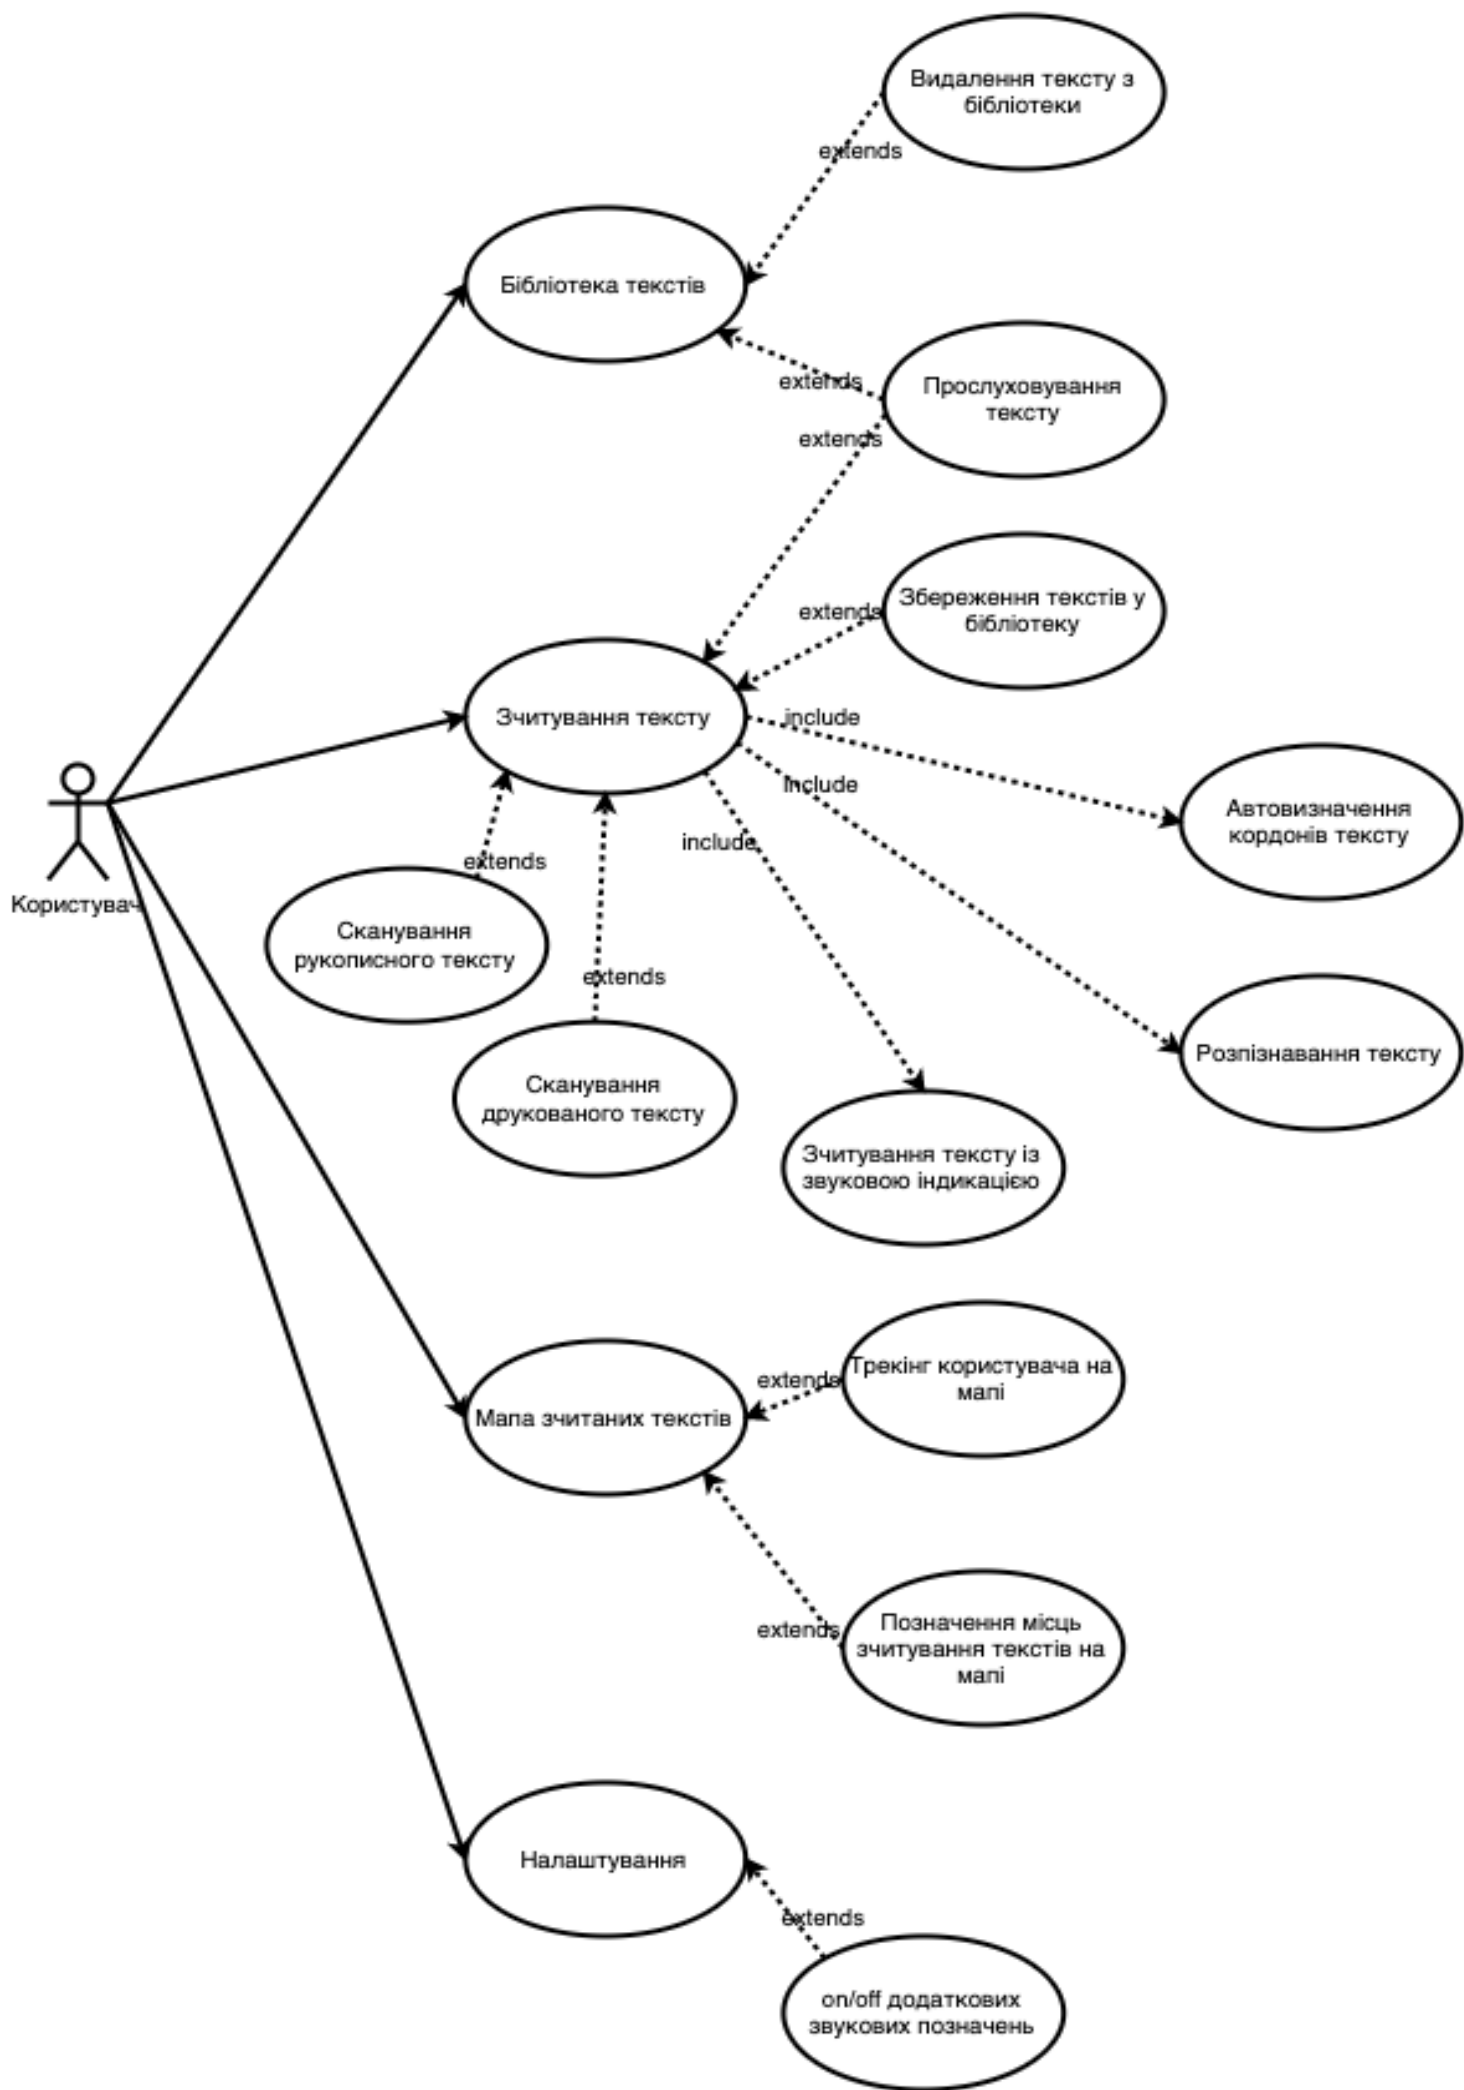 Видалення тексту з
бібліотеки
extends
Бібліотека текстів
extends
Прослуховування
тексту
extends
Збереження текстів у
бібліотеку
extends
Зчитування тексту
include
Include
include
Автовизначення
кордонів тексту
extends
Користувач
Сканування
рукописного тексту
extends
Розпізнавання тексту
Сканування
друкованого тексту
Зчитування тексту із
звуковою індикацією
Трекінг користувача на
мапі
extends
Мапа зчитаних текстів
extends
Позначення місць
зчитування текстів на
мапі
Налаштування
extends
on/off додаткових
звукових позначень